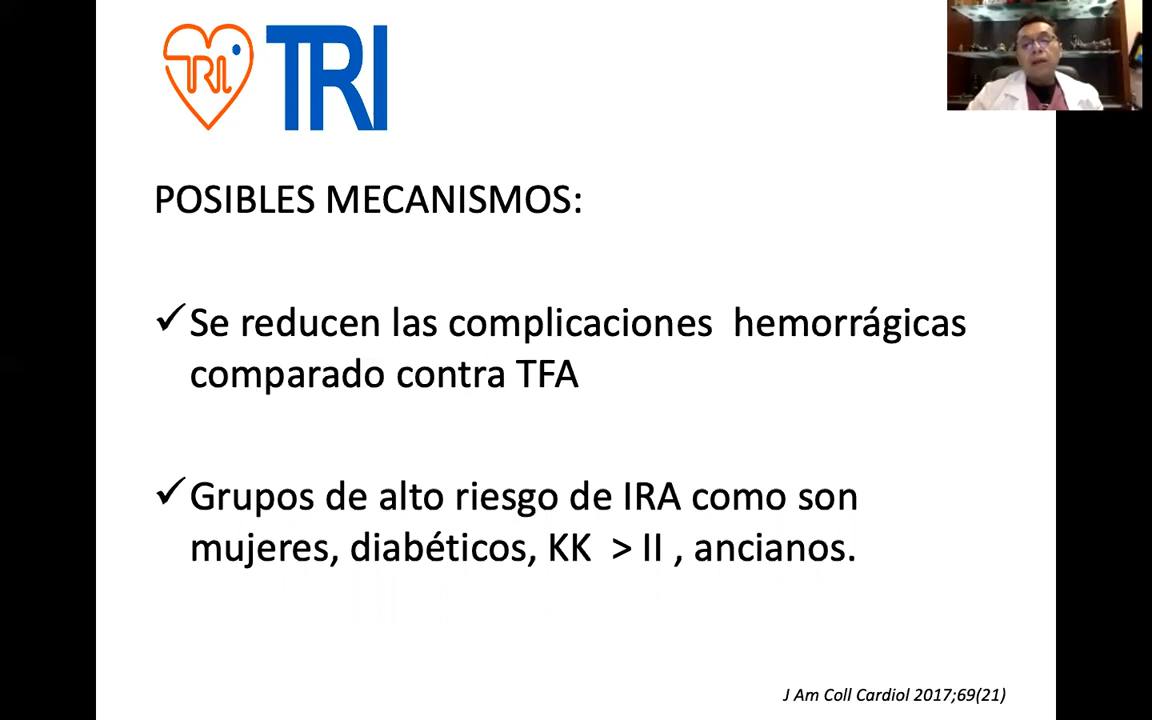 TRI TRI
POSIBLES MECANISMOS:
✓Se reducen las complicaciones hemorrágicas
comparado contra TFA
✓Grupos de alto riesgo de IRA como son
mujeres, diabéticos, KK > II , ancianos.
J Am Coll Cardiol 2017;69(21)